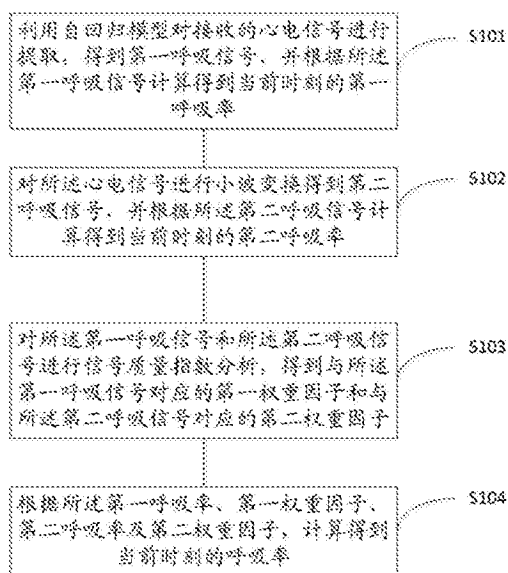 利用自回归模型对接收的心电信号进行
提取，得到第一呼吸信号、并根据所述
第一呼吸信号计算得到当前时刻的第一
呼吸率
S101
对所述心电信号进行小波变换得到第二
呼吸信号，并根据所述第二呼吸信号计
算得到当前时刻的第二呼吸率
S102
对所述第一呼吸信号和所述第二呼吸信
号进行信号质量指数分析，得到与所述
第一呼吸信号对应的第一权重因子和与
所述第二呼吸信号对应的第二权重因子
S103
根据所述第一呼吸率、第一权重因子、
第二呼吸率及第二权重因子，计算得到
当前时刻的呼吸率
S104